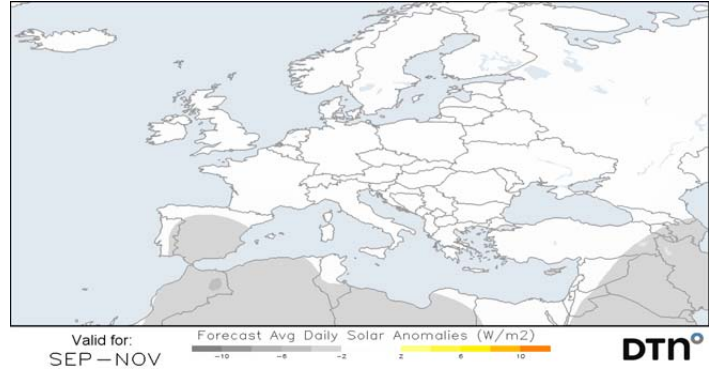 Valid for:
SEP-NOV
Forecast Avg Daily Solar Anomalies (W/m2)
-10 -6 -2 2 6 10
DTN